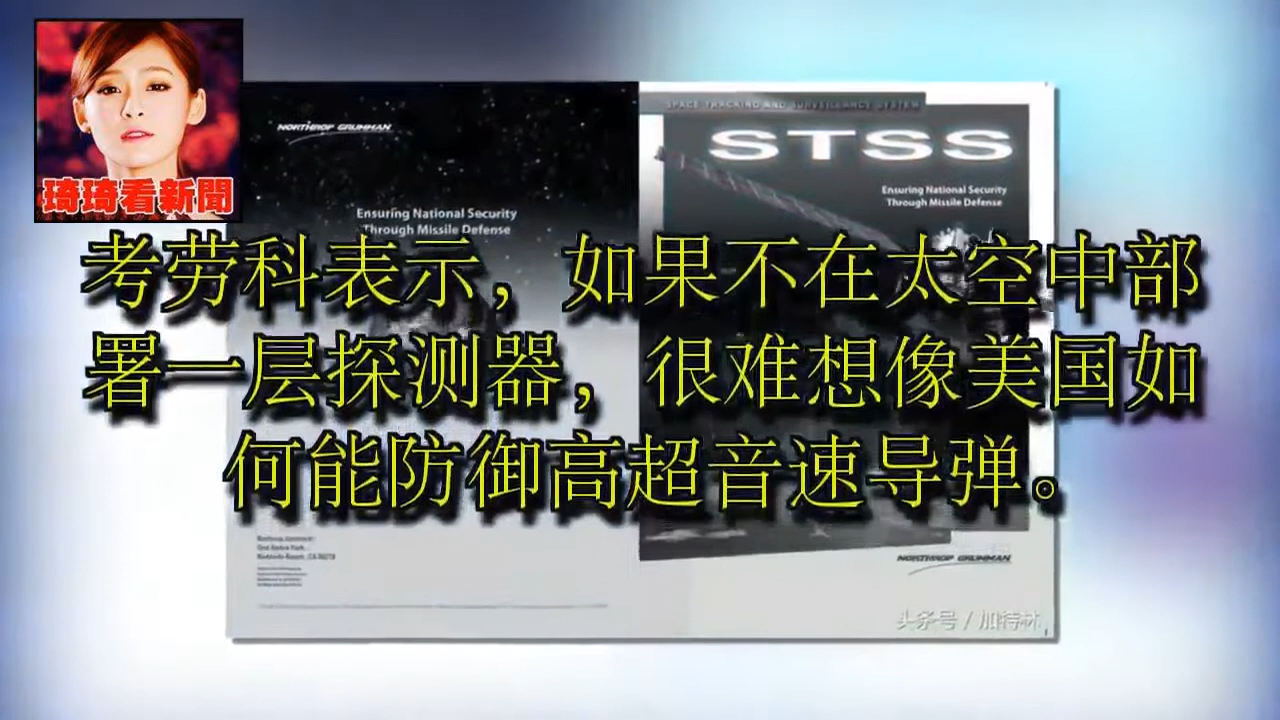 琦琦看新聞
NORTHROP GRUMMAN
Ensuring National Security
Through Missile Defense
SPACE TRACKING AND SURVEILLANCE SYSTEM
STSS
Ensuring National Security
Through Missile Defense
考劳科表示，如果不在太空中部
署一层探测器，很难想像美国如
何能防御高超音速导弹。
NORTHROP GRUMMAN
头条号 / 加特林